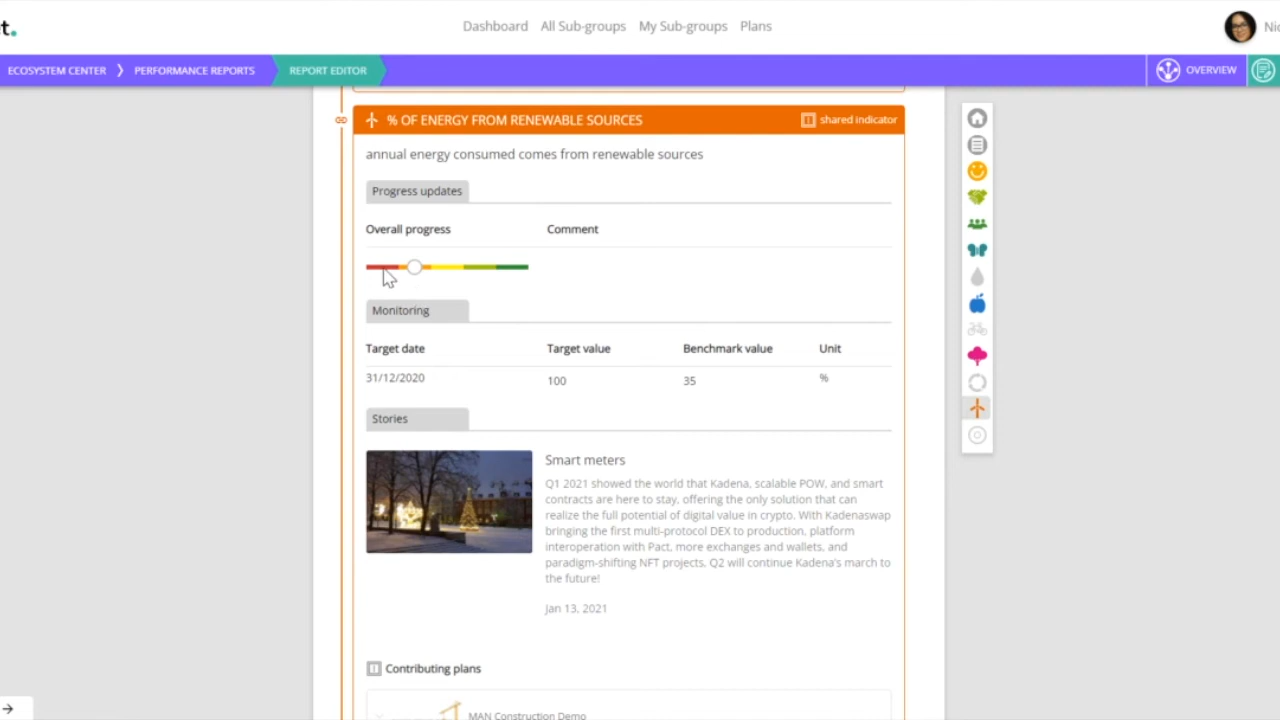 t.
Dashboard All Sub-groups My Sub-groups Plans
Nic
ECOSYSTEM CENTER PERFORMANCE REPORTS REPORT EDITOR
OVERVIEW
% OF ENERGY FROM RENEWABLE SOURCES
shared indicator
annual energy consumed comes from renewable sources
Progress updates
Overall progress Comment
Monitoring
Target date Target value Benchmark value Unit
31/12/2020 100 35 %
Stories
Smart meters
Q1 2021 showed the world that Kadena, scalable POW, and smart
contracts are here to stay, offering the only solution that can
realize the full potential of digital value in crypto. With Kadenaswap
bringing the first multi-protocol DEX to production, platform
interoperation with Pact, more exchanges and wallets, and
paradigm-shifting NFT projects, Q2 will continue Kadena's march to
the future!
Jan 13, 2021
Contributing plans
MAN Construction Demo